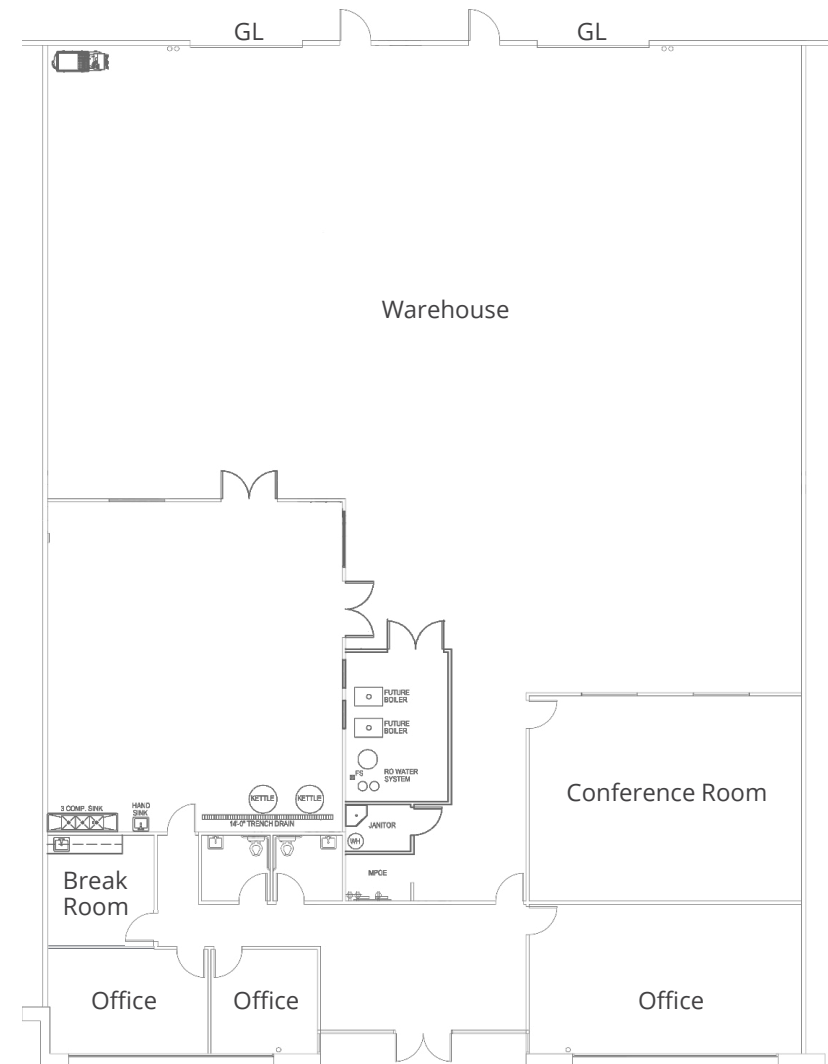 GL
GL
Warehouse
FUTURE
BOILER
FUTURE
BOILER
FS
RO WATER
SYSTEM
Conference Room
KETTLE
KETTLE
3 COMP. SINK
HAND
SINK
14'-0" TRENCH DRAIN
JANITOR
WH
MPOE
Break
Room
Office
Office
Office